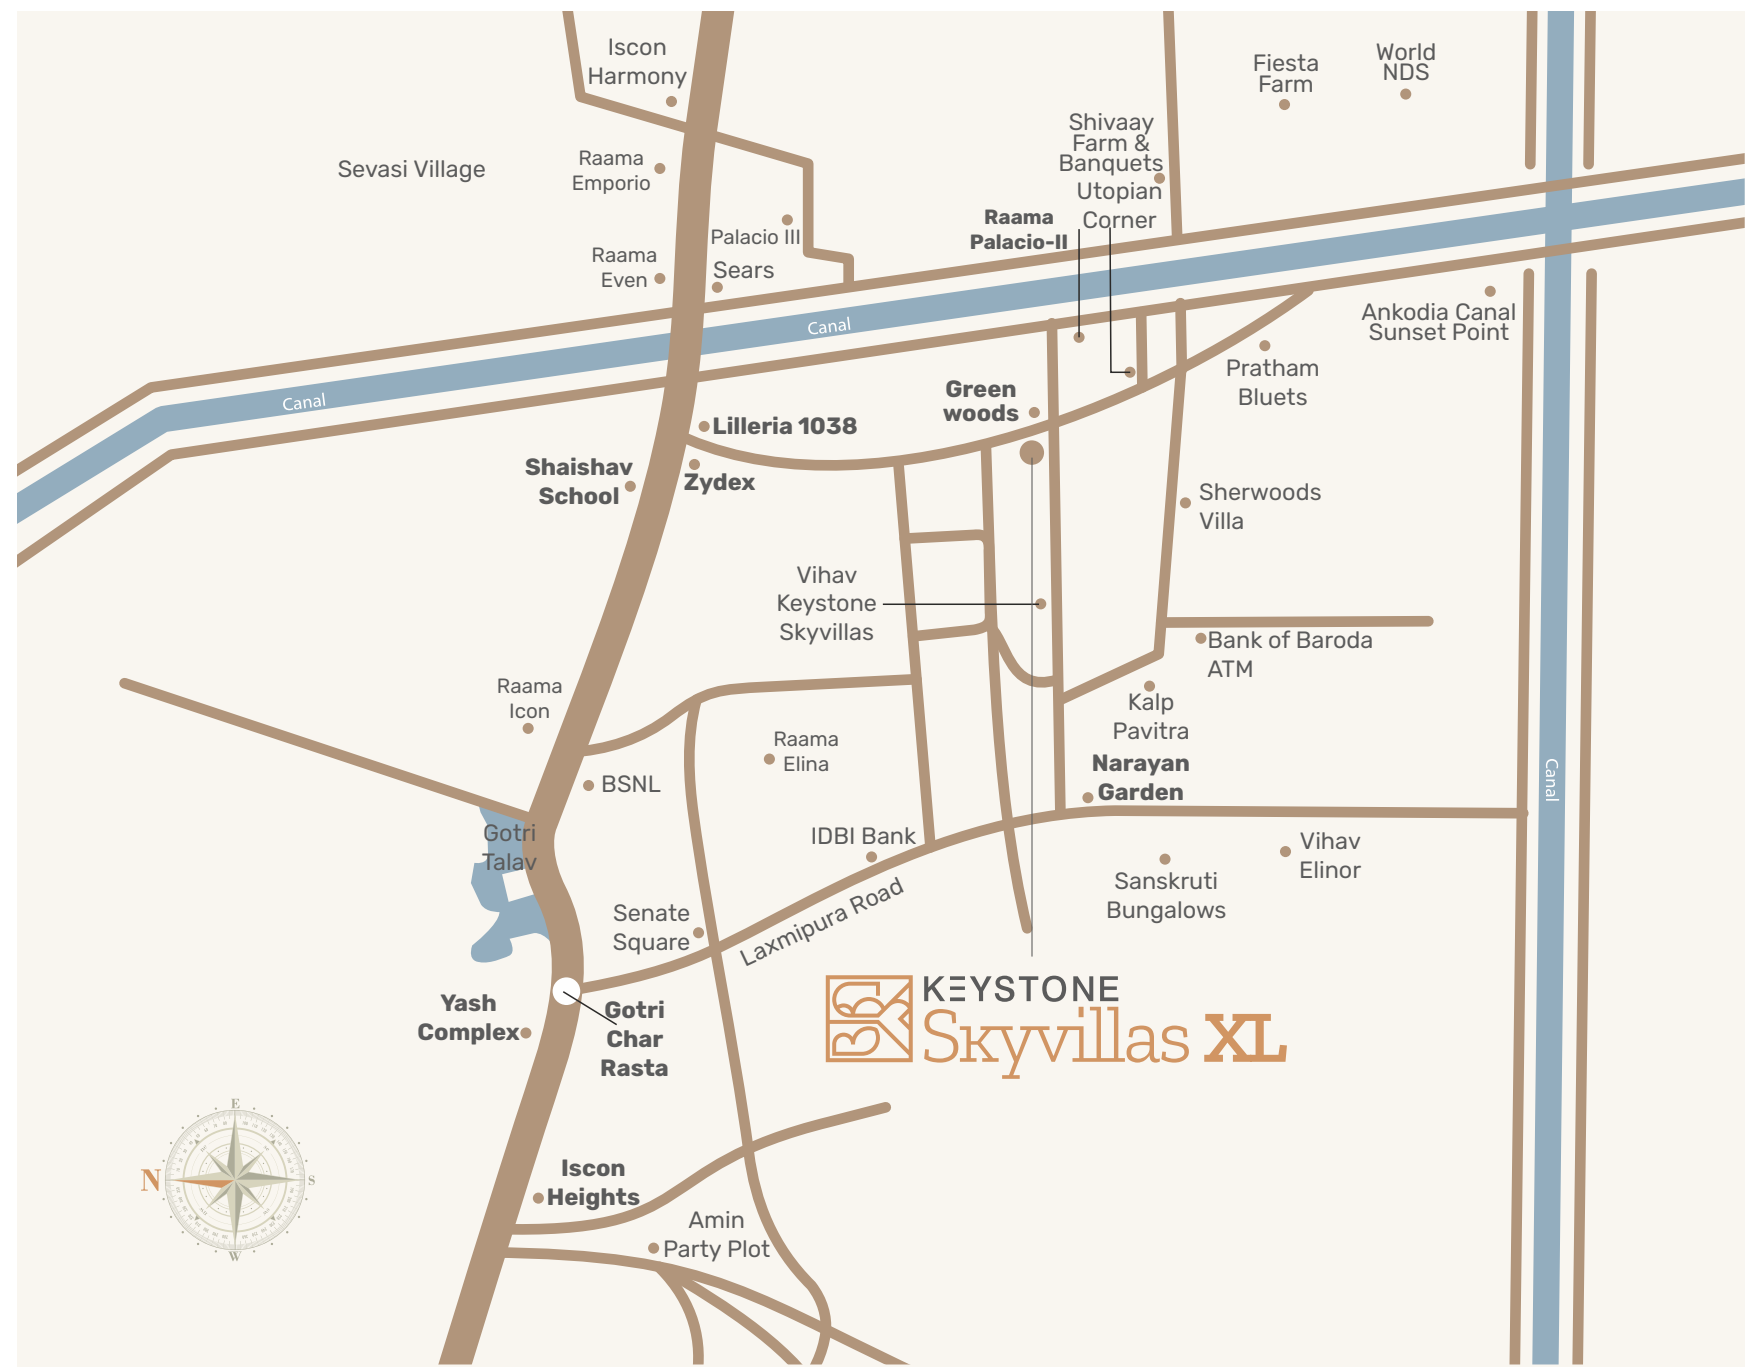 Iscon
Harmony
World
NDS
Fiesta
Farm
Shivaay
Farm &
Banquets
Utopian
Corner
Sevasi Village
Raama
Emporio
Raama
Palacio-II
Palacio III
Raama
Even
Sears
Canal
Ankodia Canal
Sunset Point
Pratham
Bluets
Canal
Green
woods
Lilleria 1038
Shaishav
School
Zydex
Sherwoods
Villa
Vihav
Keystone
Skyvillas
Bank of Baroda
ATM
Raama
Icon
Kalp
Pavitra
Raama
Elina
Narayan
Garden
Canal
BSNL
Gotri
Talav
IDBI Bank
Vihav
Elinor
Sanskruti
Bungalows
Senate
Square
Laxmipura Road
KEYSTONE
Skyvillas XL
Yash
Complex
Gotri
Char
Rasta
E
N
S
W
Iscon
Heights
Amin
Party Plot